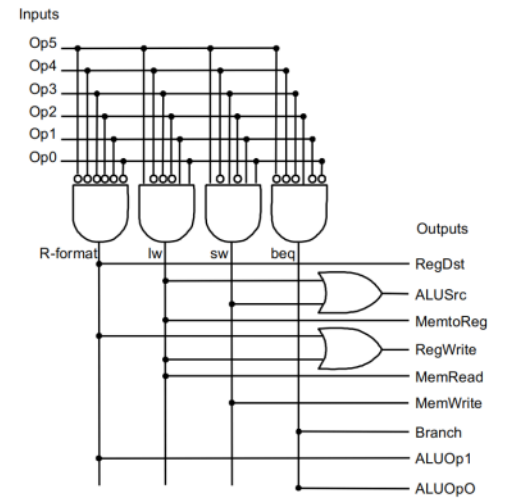 Inputs
Op5
Op4
Op3
Op2
Op1
Op0
R-format lw sw beq
Outputs
RegDst
ALUSrc
MemtoReg
RegWrite
MemRead
MemWrite
Branch
ALUOp1
ALUOpO